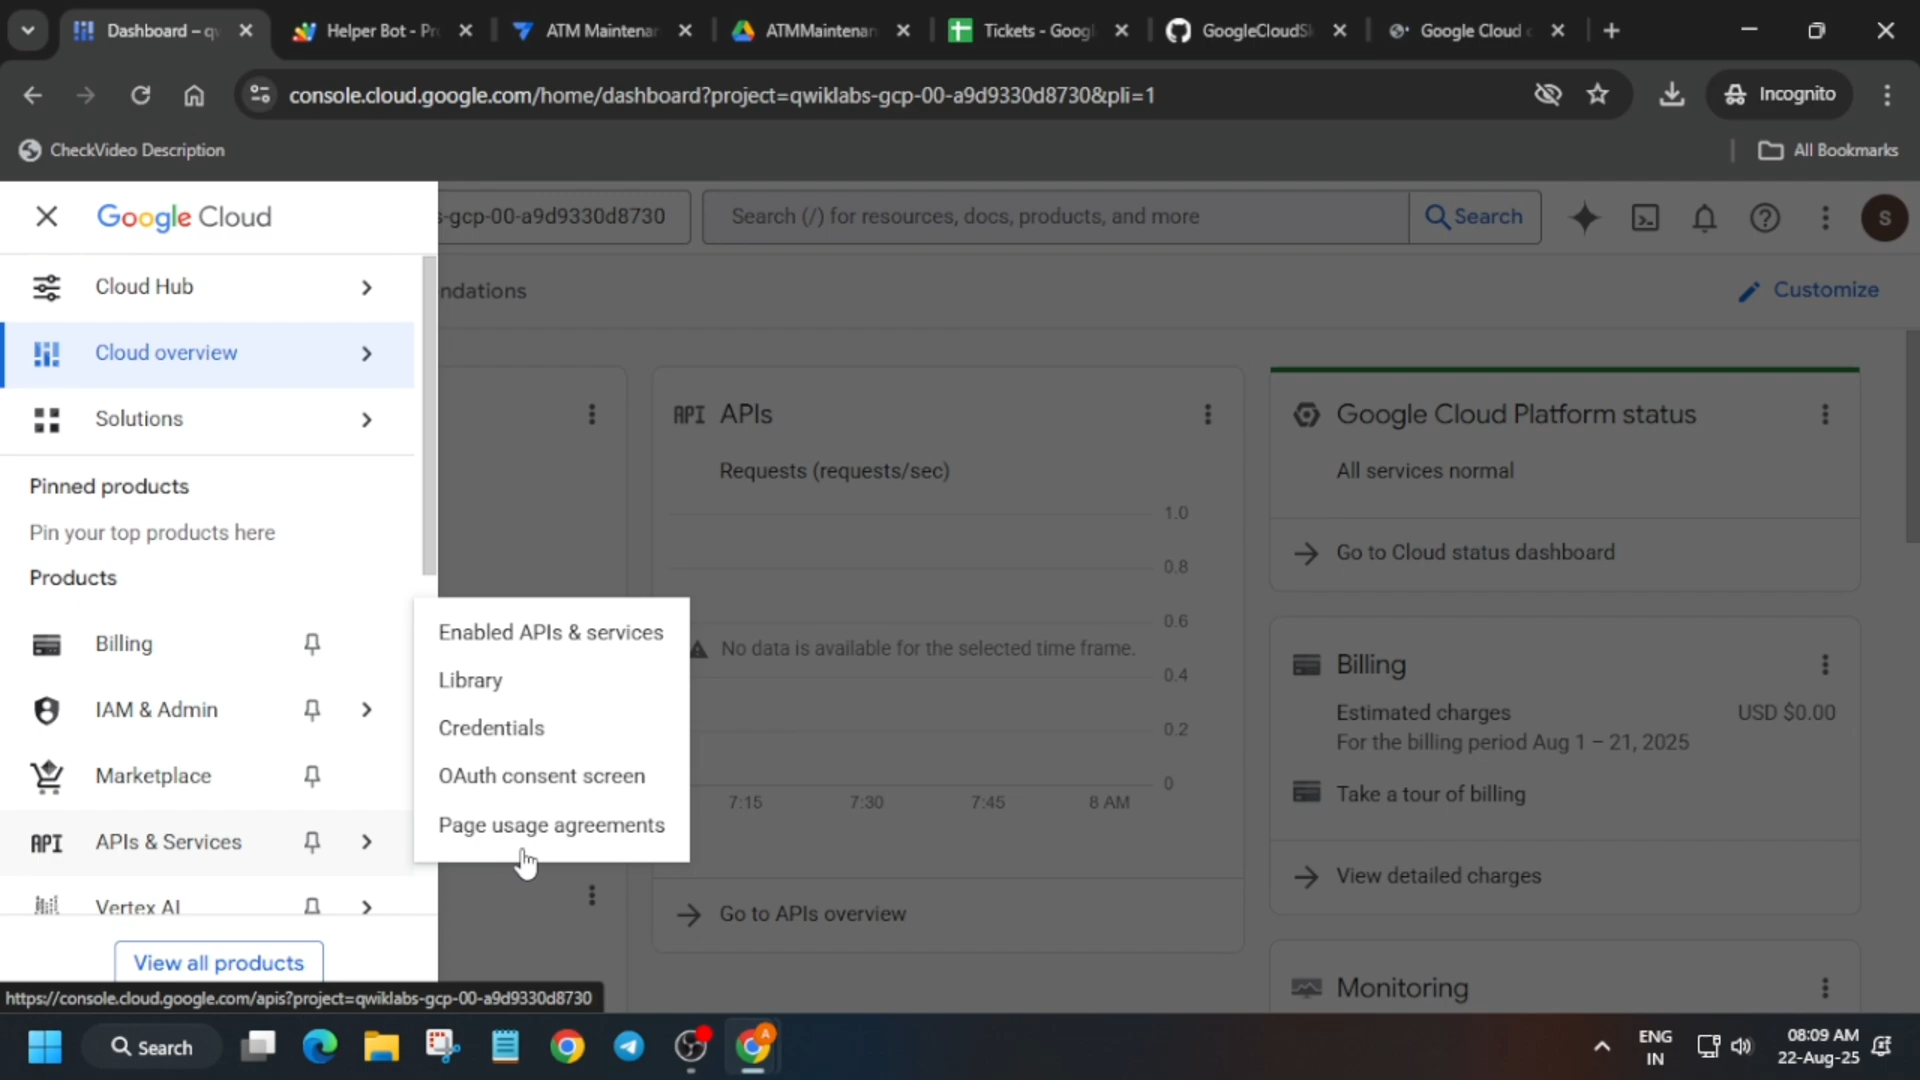 Dashboard – q
Helper Bot - Pr
ATM Maintenan
ATMMaintenan
Tickets - Goog
GoogleCloudS
Google Cloud
console.cloud.google.com/home/dashboard?project=qwiklabs-gcp-00-a9d9330d8730&pli=1
Incognito
CheckVideo Description
All Bookmarks
Google Cloud
s-gcp-00-a9d9330d8730
Search (/) for resources, docs, products, and more
Search
S
Cloud Hub
ndations
Customize
Cloud overview
Solutions
API APIs
Google Cloud Platform status
Requests (requests/sec)
All services normal
Pinned products
1.0
Pin your top products here
Go to Cloud status dashboard
0.8
Products
0.6
Billing
Enabled APIs & services
No data is available for the selected time frame.
Billing
0.4
Library
IAM & Admin
Estimated charges
USD $0.00
Credentials
0.2
For the billing period Aug 1 – 21, 2025
Marketplace
OAuth consent screen
0
Take a tour of billing
7:15
7:30
7:45
8 AM
Page usage agreements
API APIs & Services
View detailed charges
Vertex AI
Go to APIs overview
View all products
Monitoring
https://console.cloud.google.com/apis?project=qwiklabs-gcp-00-a9d9330d8730
Search
A
ENG
IN
08:09 AM
22-Aug-25